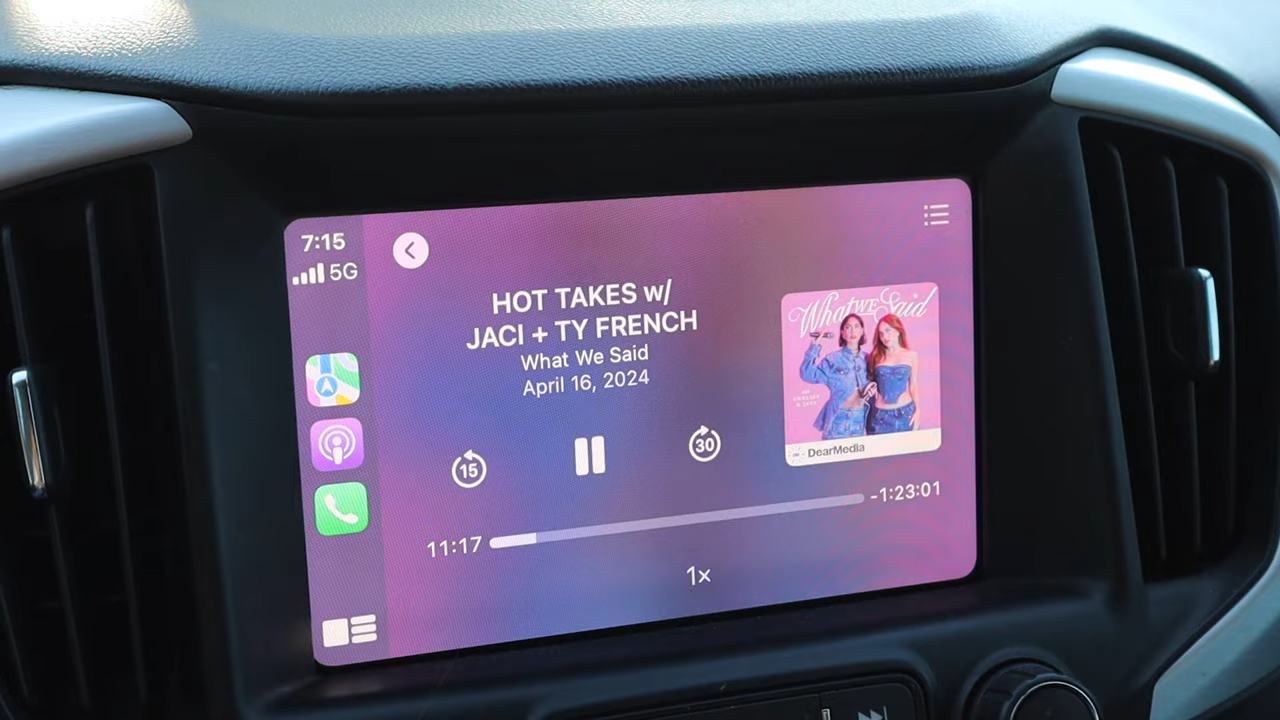 7:15
5G
HOT TAKES w/
JACI + TY FRENCH
What We Said
April 16, 2024
What WE Said
DearMedia
15
30
11:17
-1:23:01
1×